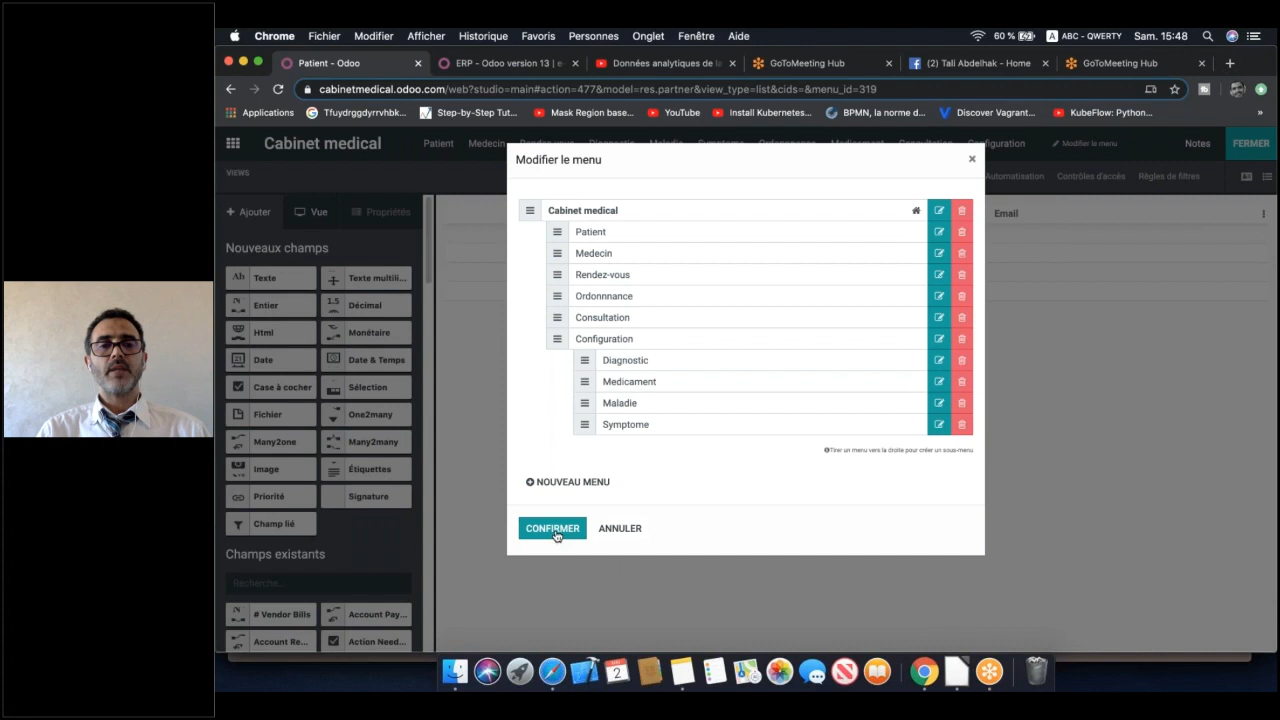 Chrome Fichier Modifier Afficher Historique Favoris Personnes Onglet Fenêtre Aide 60 % A ABC - QWERTY Sam. 15:48
Patient - Odoo ERP - Odoo version 13 | e Données analytiques de la GoToMeeting Hub (2) Tali Abdelhak - Home GoToMeeting Hub
cabinetmedical.odoo.com/web?studio=main#action=477&model=res.partner&view_type=list&cids=&menu_id=319
Applications Tfuydrgdyrrvhbk... Step-by-Step Tut... Mask Region base... YouTube Install Kubernetes... BPMN, la norme d... Discover Vagrant... KubeFlow: Python... »
Cabinet medical Patient Medecin Configuration Modifier le menu Notes FERMER
VIEWS Automatisation Contrôles d'accès Règles de filtres
Ajouter Vue Propriétés
Email
Nouveaux champs
Ab Texte Texte multili...
Entier 1.5 Décimal
Html Monétaire
Date Date & Temps
Case à cocher Sélection
Fichier One2many
Many2one Many2many
Image Étiquettes
Priorité Signature
Champ lié
Champs existants
Recherche...
# Vendor Bills Account Pay...
Account Re... Action Need...
Modifier le menu ×
Cabinet medical
Patient
Medecin
Rendez-vous
Ordonnnance
Consultation
Configuration
Diagnostic
Medicament
Maladie
Symptome
Tirer un menu vers la droite pour créer un sous-menu
NOUVEAU MENU
CONFIRMER ANNULER
2